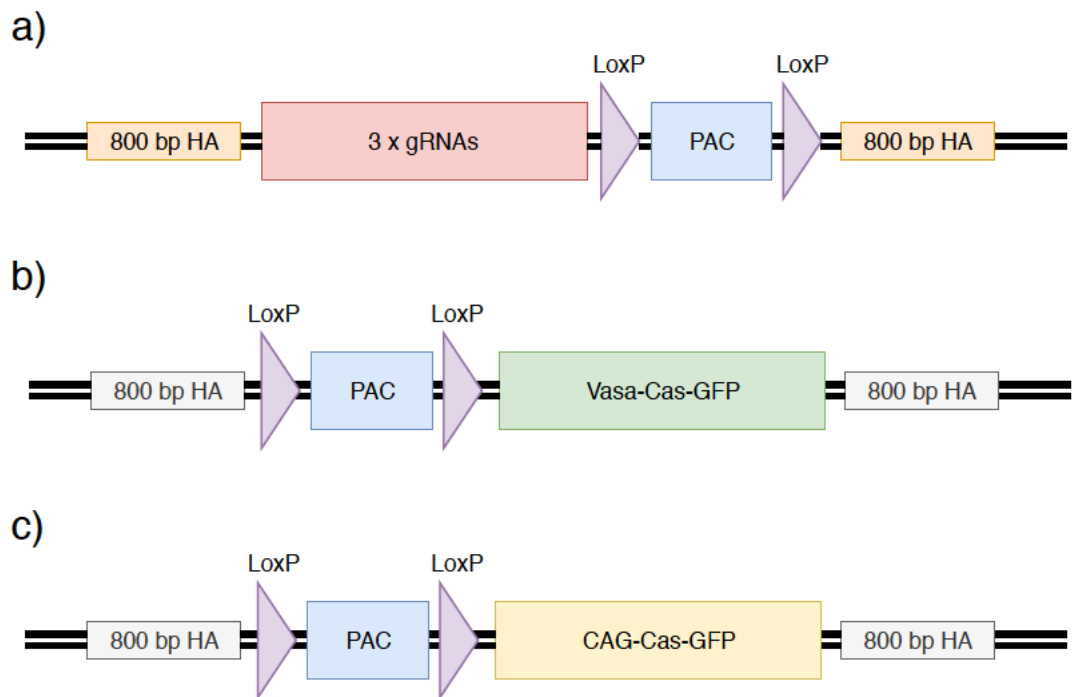 a)
LoxP LoxP
800 bp HA 3 x gRNAs PAC 800 bp HA
b)
LoxP LoxP
800 bp HA PAC Vasa-Cas-GFP 800 bp HA
c)
LoxP LoxP
800 bp HA PAC CAG-Cas-GFP 800 bp HA